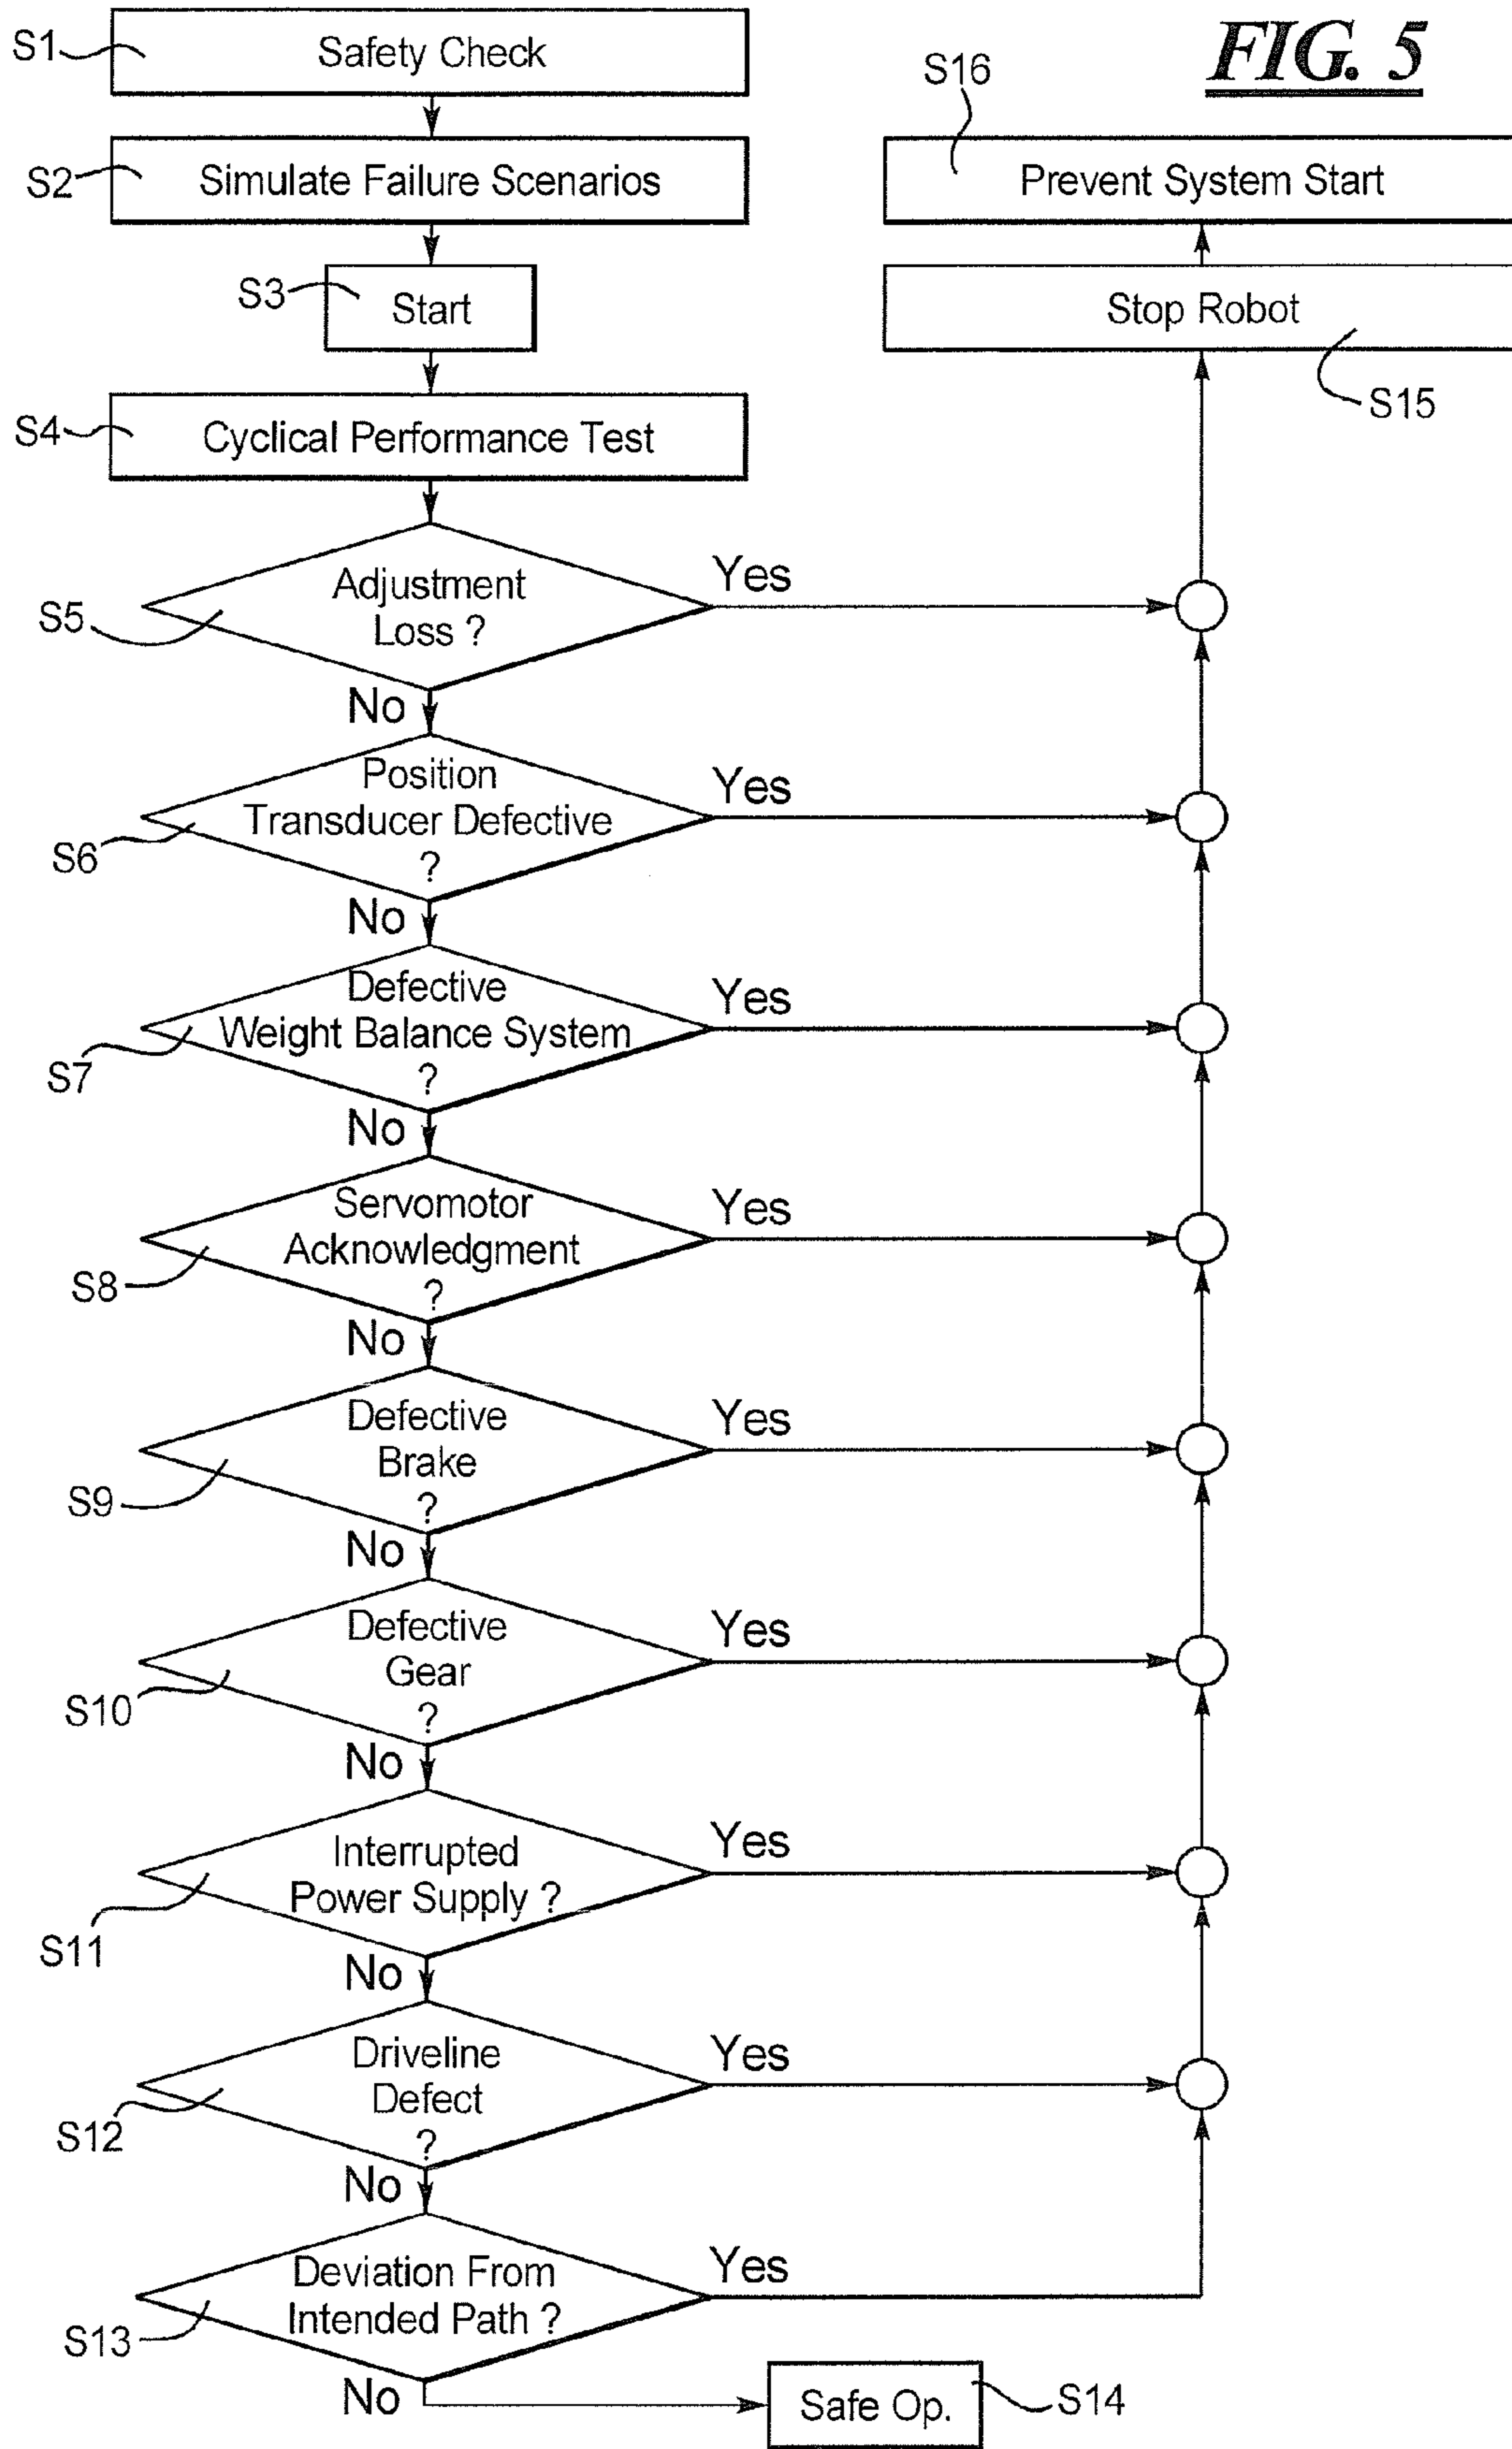 FIG. 5
S1
Safety Check
S2
Simulate Failure Scenarios
S3
Start
S4
Cyclical Performance Test
S5
Adjustment
Loss ?
Yes
No
S6
Position
Transducer Defective
?
Yes
No
S7
Defective
Weight Balance System
?
Yes
No
S8
Servomotor
Acknowledgment
?
Yes
No
S9
Defective
Brake
?
Yes
No
S10
Defective
Gear
?
Yes
No
S11
Interrupted
Power Supply ?
Yes
No
S12
Driveline
Defect
?
Yes
No
S13
Deviation From
Intended Path ?
Yes
No
Safe Op.
S14
S16
Prevent System Start
Stop Robot
S15